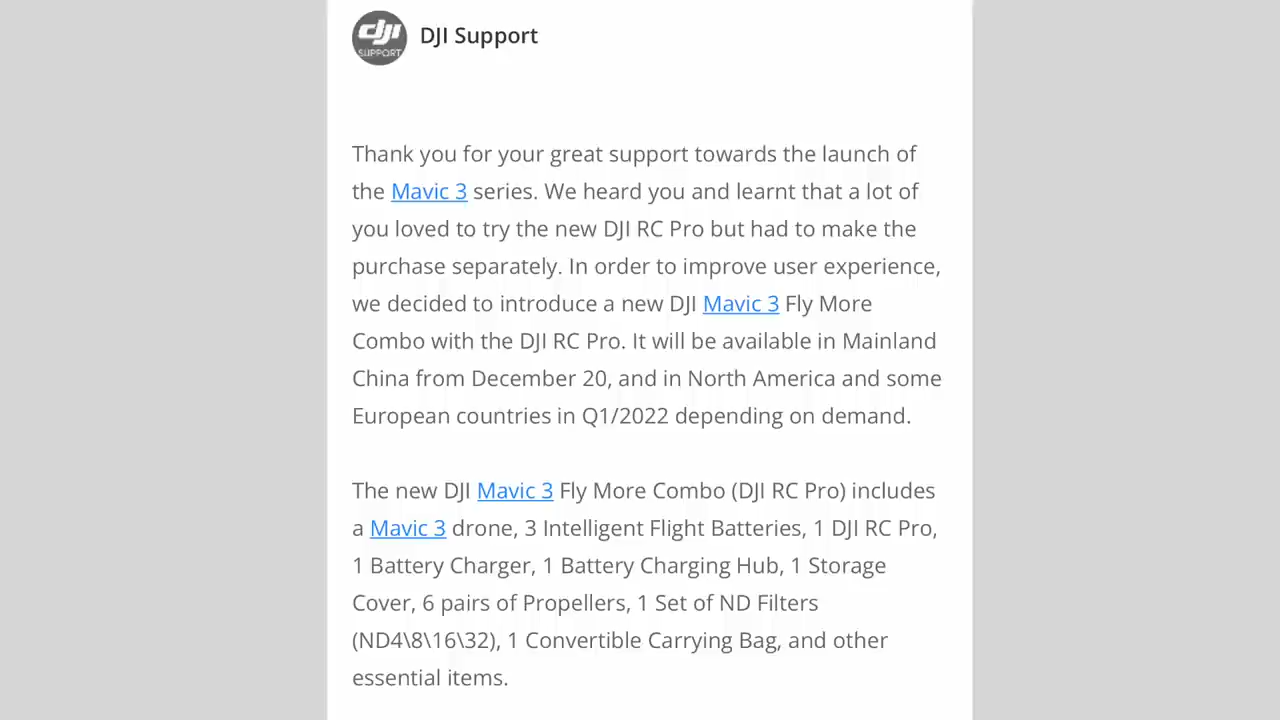 dji
SUPPORT
DJI Support
Thank you for your great support towards the launch of
the Mavic 3 series. We heard you and learnt that a lot of
you loved to try the new DJI RC Pro but had to make the
purchase separately. In order to improve user experience,
we decided to introduce a new DJI Mavic 3 Fly More
Combo with the DJI RC Pro. It will be available in Mainland
China from December 20, and in North America and some
European countries in Q1/2022 depending on demand.
The new DJI Mavic 3 Fly More Combo (DJI RC Pro) includes
a Mavic 3 drone, 3 Intelligent Flight Batteries, 1 DJI RC Pro,
1 Battery Charger, 1 Battery Charging Hub, 1 Storage
Cover, 6 pairs of Propellers, 1 Set of ND Filters
(ND4\8\16\32), 1 Convertible Carrying Bag, and other
essential items.